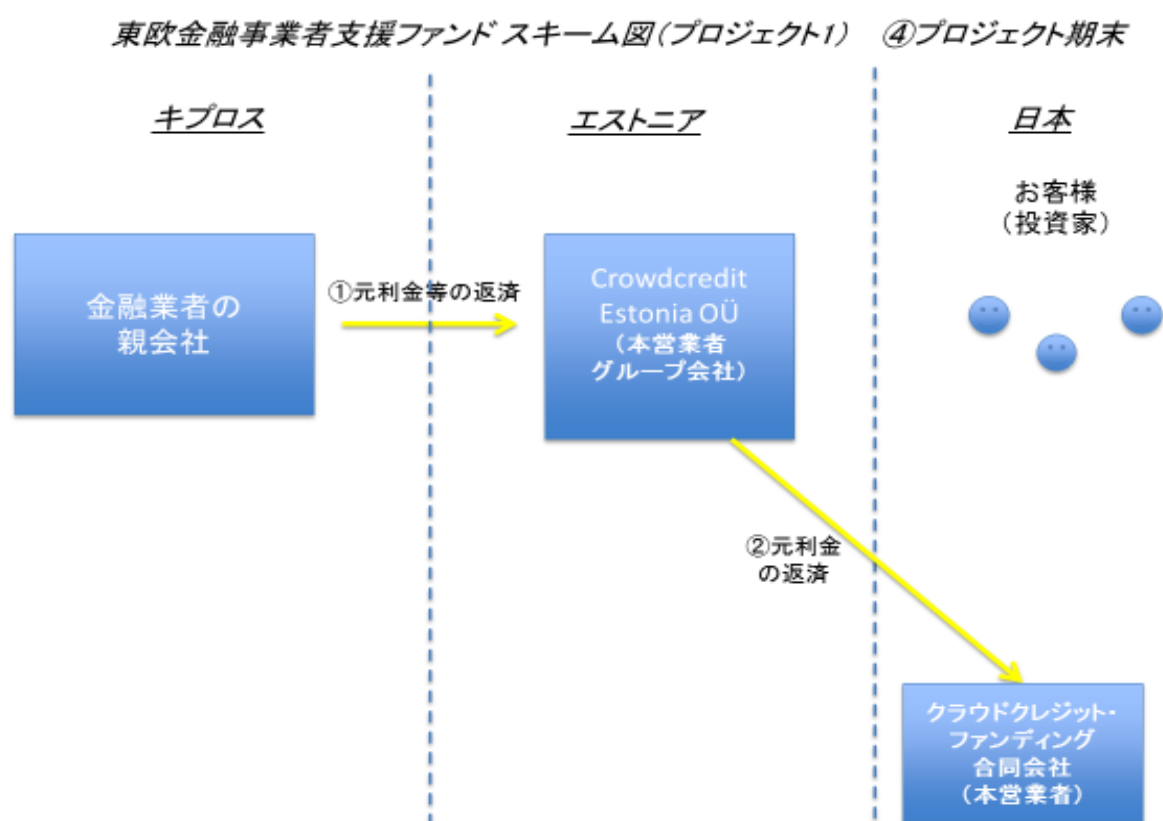 東欧金融事業者支援ファンド スキーム図(プロジェクト1) ④プロジェクト期末
キプロス
エストニア
日本
お客様
(投資家)
金融業者の
親会社
①元利金等の返済
Crowdcredit
Estonia OÜ
(本営業者
グループ会社)
②元利金
の返済
クラウドクレジット・
ファンディング
合同会社
(本営業者)